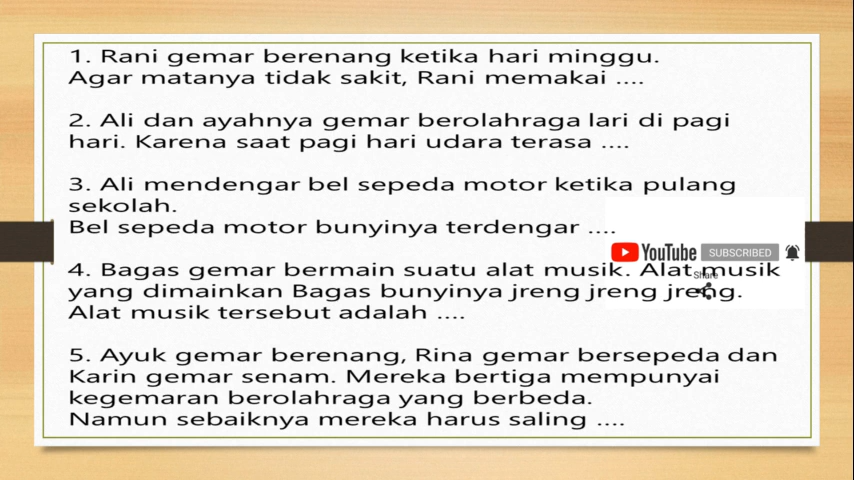 1. Rani gemar berenang ketika hari minggu.
Agar matanya tidak sakit, Rani memakai ....
2. Ali dan ayahnya gemar berolahraga lari di pagi
hari. Karena saat pagi hari udara terasa ....
3. Ali mendengar bel sepeda motor ketika pulang
sekolah.
Bel sepeda motor bunyinya terdengar ....
YouTube SUBSCRIBED
4. Bagas gemar bermain suatu alat musik. Alat musik
Share
yang dimainkan Bagas bunyinya jreng jreng jreng.
Alat musik tersebut adalah ....
5. Ayuk gemar berenang, Rina gemar bersepeda dan
Karin gemar senam. Mereka bertiga mempunyai
kegemaran berolahraga yang berbeda.
Namun sebaiknya mereka harus saling ....